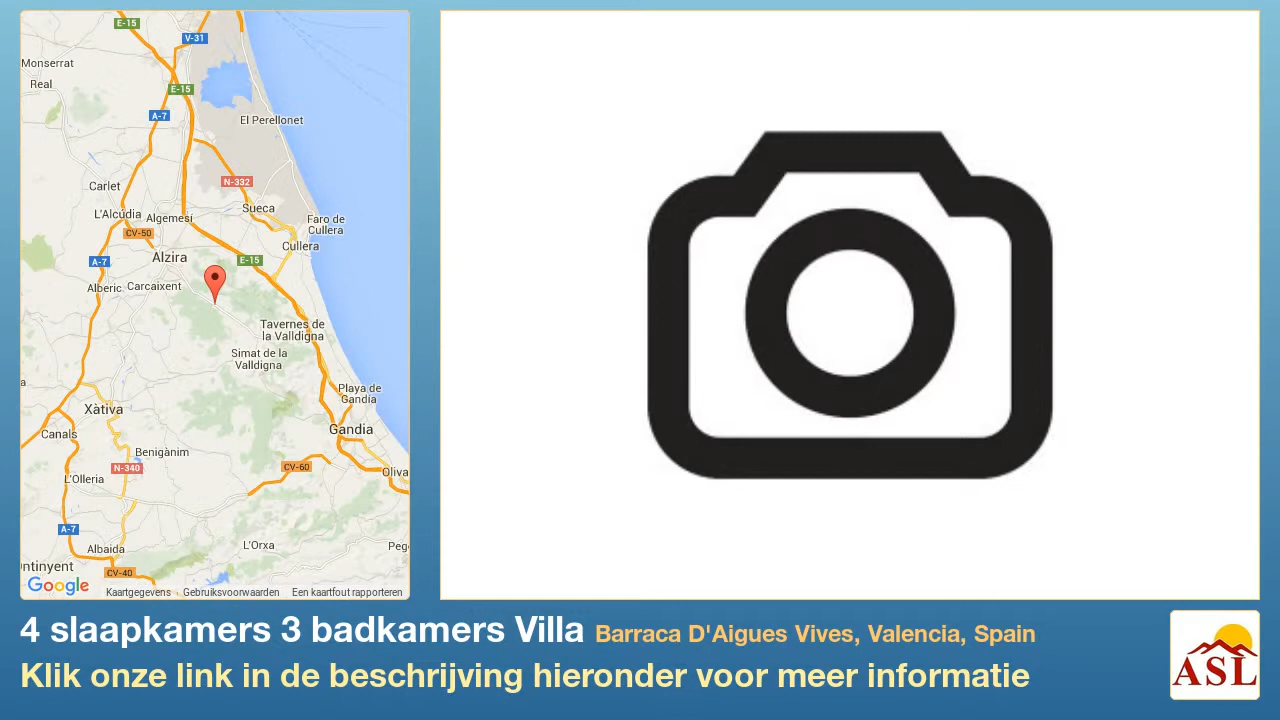 E-15
V-31
Monserrat
Real
E-15
A-7
El Perellonet
N-332
Carlet
Sueca
L'Alcúdia
Algemesí
Faro de
Cullera
CV-50
Cullera
Alzira
E-15
A-7
Alberic
Carcaixent
Tavernes de
la Valldigna
Simat de la
Valldigna
Playa de
Gandía
Xàtiva
Canals
Gandia
Benigànim
N-340
CV-60
L'Olleria
Oliva
A-7
Albaida
L'Orxa
Peg
ntinyent
CV-40
Google
Kaartgegevens Gebruiksvoorwaarden Een kaartfout rapporteren
4 slaapkamers 3 badkamers Villa Barraca D'Aigues Vives, Valencia, Spain
Klik onze link in de beschrijving hieronder voor meer informatie
ASL